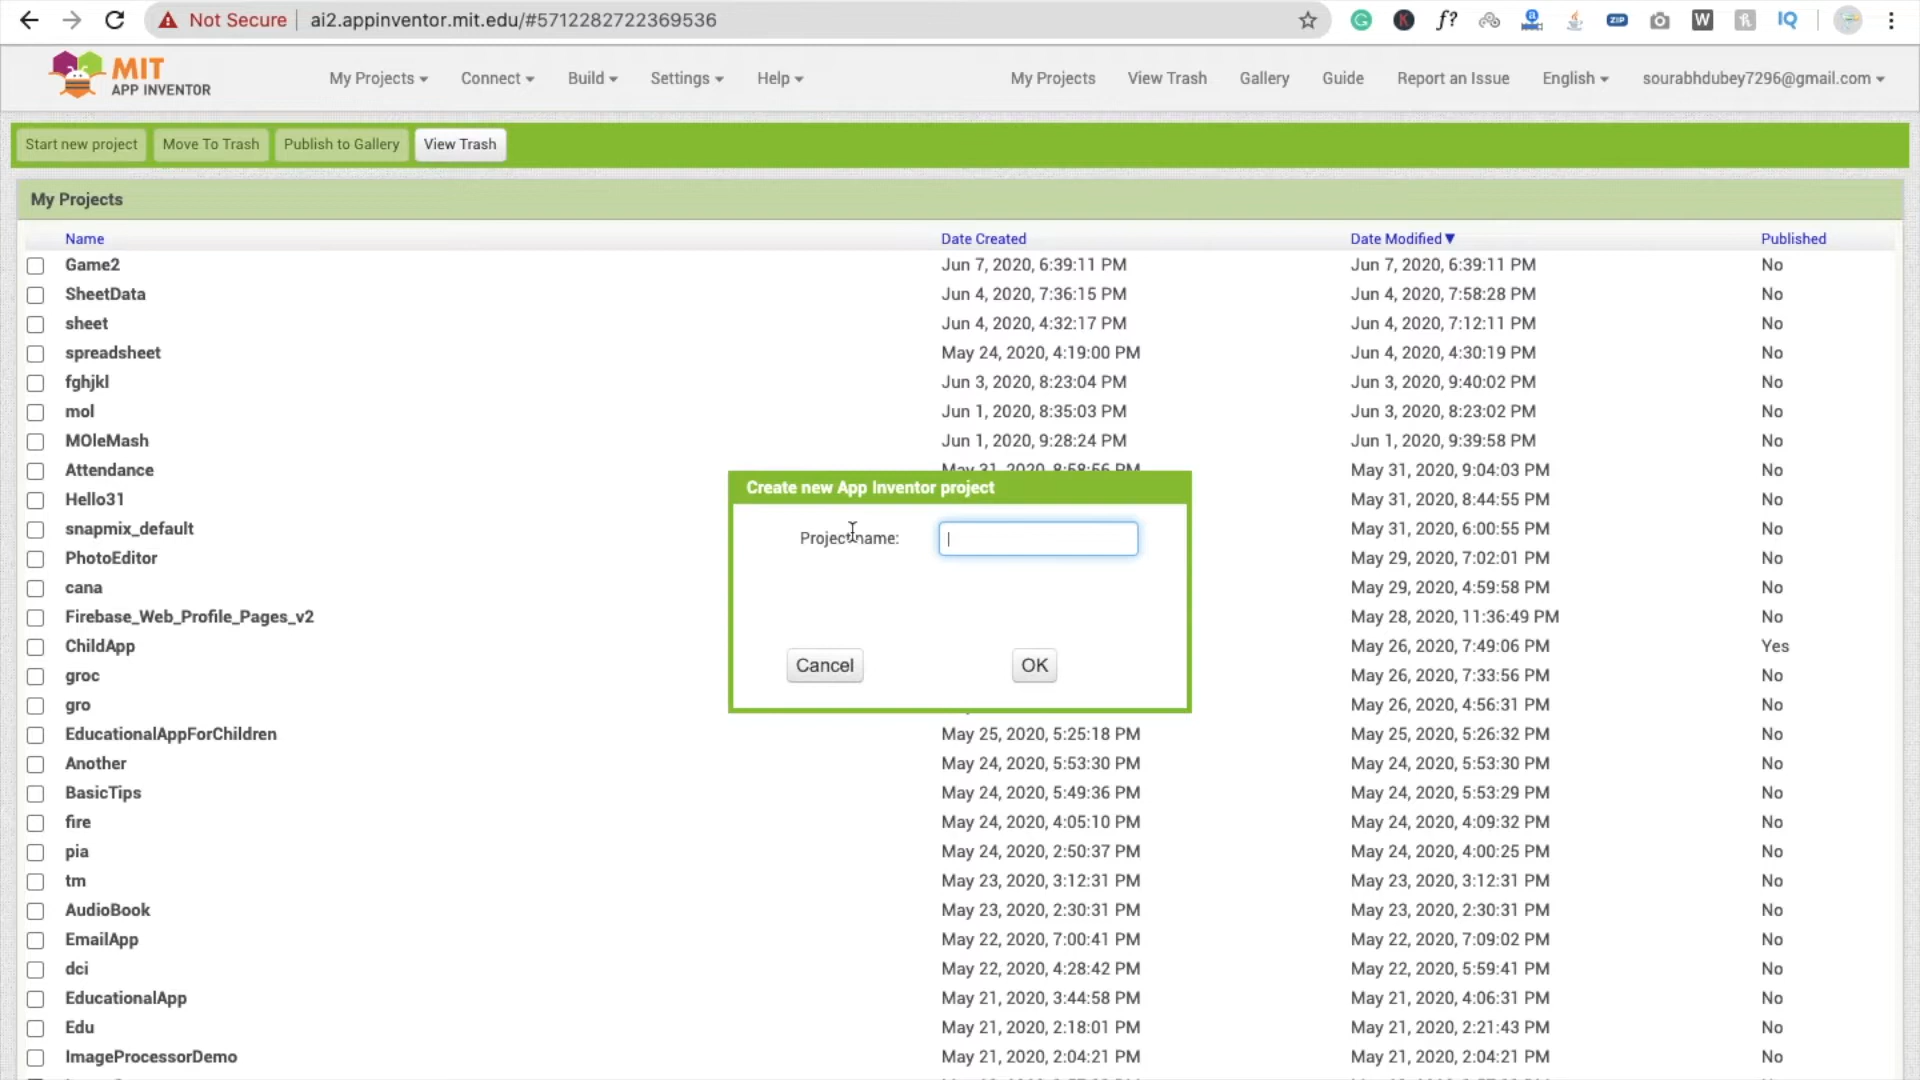 Not Secure ai2.appinventor.mit.edu/#5712282722369536
MIT
APP INVENTOR
My Projects Connect Build Settings Help My Projects View Trash Gallery Guide Report an Issue English sourabhdubey7296@gmail.com
Start new project Move To Trash Publish to Gallery View Trash
My Projects
Name Date Created Date Modified▼ Published
Game2 Jun 7, 2020, 6:39:11 PM Jun 7, 2020, 6:39:11 PM No
SheetData Jun 4, 2020, 7:36:15 PM Jun 4, 2020, 7:58:28 PM No
sheet Jun 4, 2020, 4:32:17 PM Jun 4, 2020, 7:12:11 PM No
spreadsheet May 24, 2020, 4:19:00 PM Jun 4, 2020, 4:30:19 PM No
fghjkl Jun 3, 2020, 8:23:04 PM Jun 3, 2020, 9:40:02 PM No
mol Jun 1, 2020, 8:35:03 PM Jun 3, 2020, 8:23:02 PM No
MOleMash Jun 1, 2020, 9:28:24 PM Jun 1, 2020, 9:39:58 PM No
Attendance May 31, 2020, 8:58:56 PM May 31, 2020, 9:04:03 PM No
Hello31 May 31, 2020, 8:44:55 PM No
snapmix_default May 31, 2020, 6:00:55 PM No
PhotoEditor May 29, 2020, 7:02:01 PM No
cana May 29, 2020, 4:59:58 PM No
Firebase_Web_Profile_Pages_v2 May 28, 2020, 11:36:49 PM No
ChildApp May 26, 2020, 7:49:06 PM Yes
groc May 26, 2020, 7:33:56 PM No
gro May 26, 2020, 4:56:31 PM No
Create new App Inventor project
Project name:
Cancel OK
EducationalAppForChildren May 25, 2020, 5:25:18 PM May 25, 2020, 5:26:32 PM No
Another May 24, 2020, 5:53:30 PM May 24, 2020, 5:53:30 PM No
BasicTips May 24, 2020, 5:49:36 PM May 24, 2020, 5:53:29 PM No
fire May 24, 2020, 4:05:10 PM May 24, 2020, 4:09:32 PM No
pia May 24, 2020, 2:50:37 PM May 24, 2020, 4:00:25 PM No
tm May 23, 2020, 3:12:31 PM May 23, 2020, 3:12:31 PM No
AudioBook May 23, 2020, 2:30:31 PM May 23, 2020, 2:30:31 PM No
EmailApp May 22, 2020, 7:00:41 PM May 22, 2020, 7:09:02 PM No
dci May 22, 2020, 4:28:42 PM May 22, 2020, 5:59:41 PM No
EducationalApp May 21, 2020, 3:44:58 PM May 21, 2020, 4:06:31 PM No
Edu May 21, 2020, 2:18:01 PM May 21, 2020, 2:21:43 PM No
ImageProcessorDemo May 21, 2020, 2:04:21 PM May 21, 2020, 2:04:21 PM No